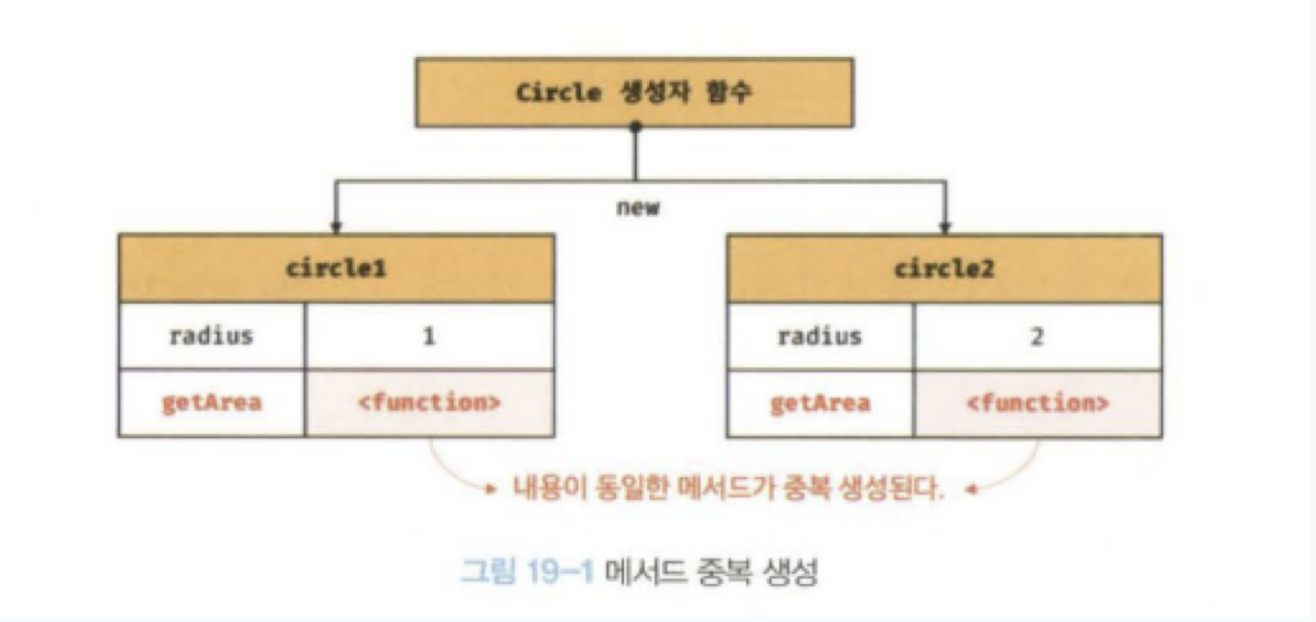 Circle 생성자 함수
new
circle1
circle2
radius 1
radius 2
getArea <function>
getArea <function>
내용이 동일한 메서드가 중복 생성된다.
그림 19-1 메서드 중복 생성